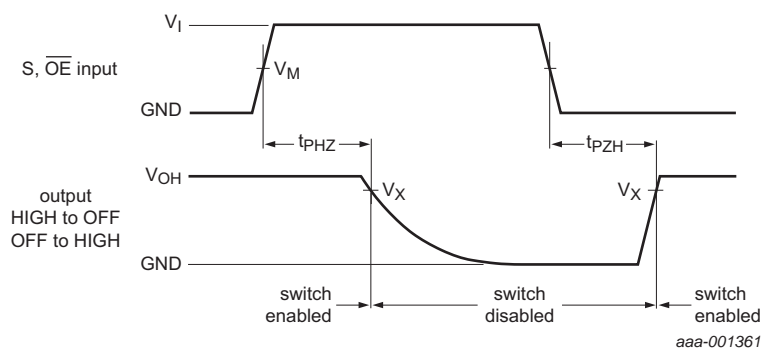 V_I
S, O̅E̅ input
V_M
GND
t_PHZ
t_PZH
V_OH
output
HIGH to OFF
OFF to HIGH
V_X
V_X
GND
switch
enabled
switch
disabled
switch
enabled
aaa-001361